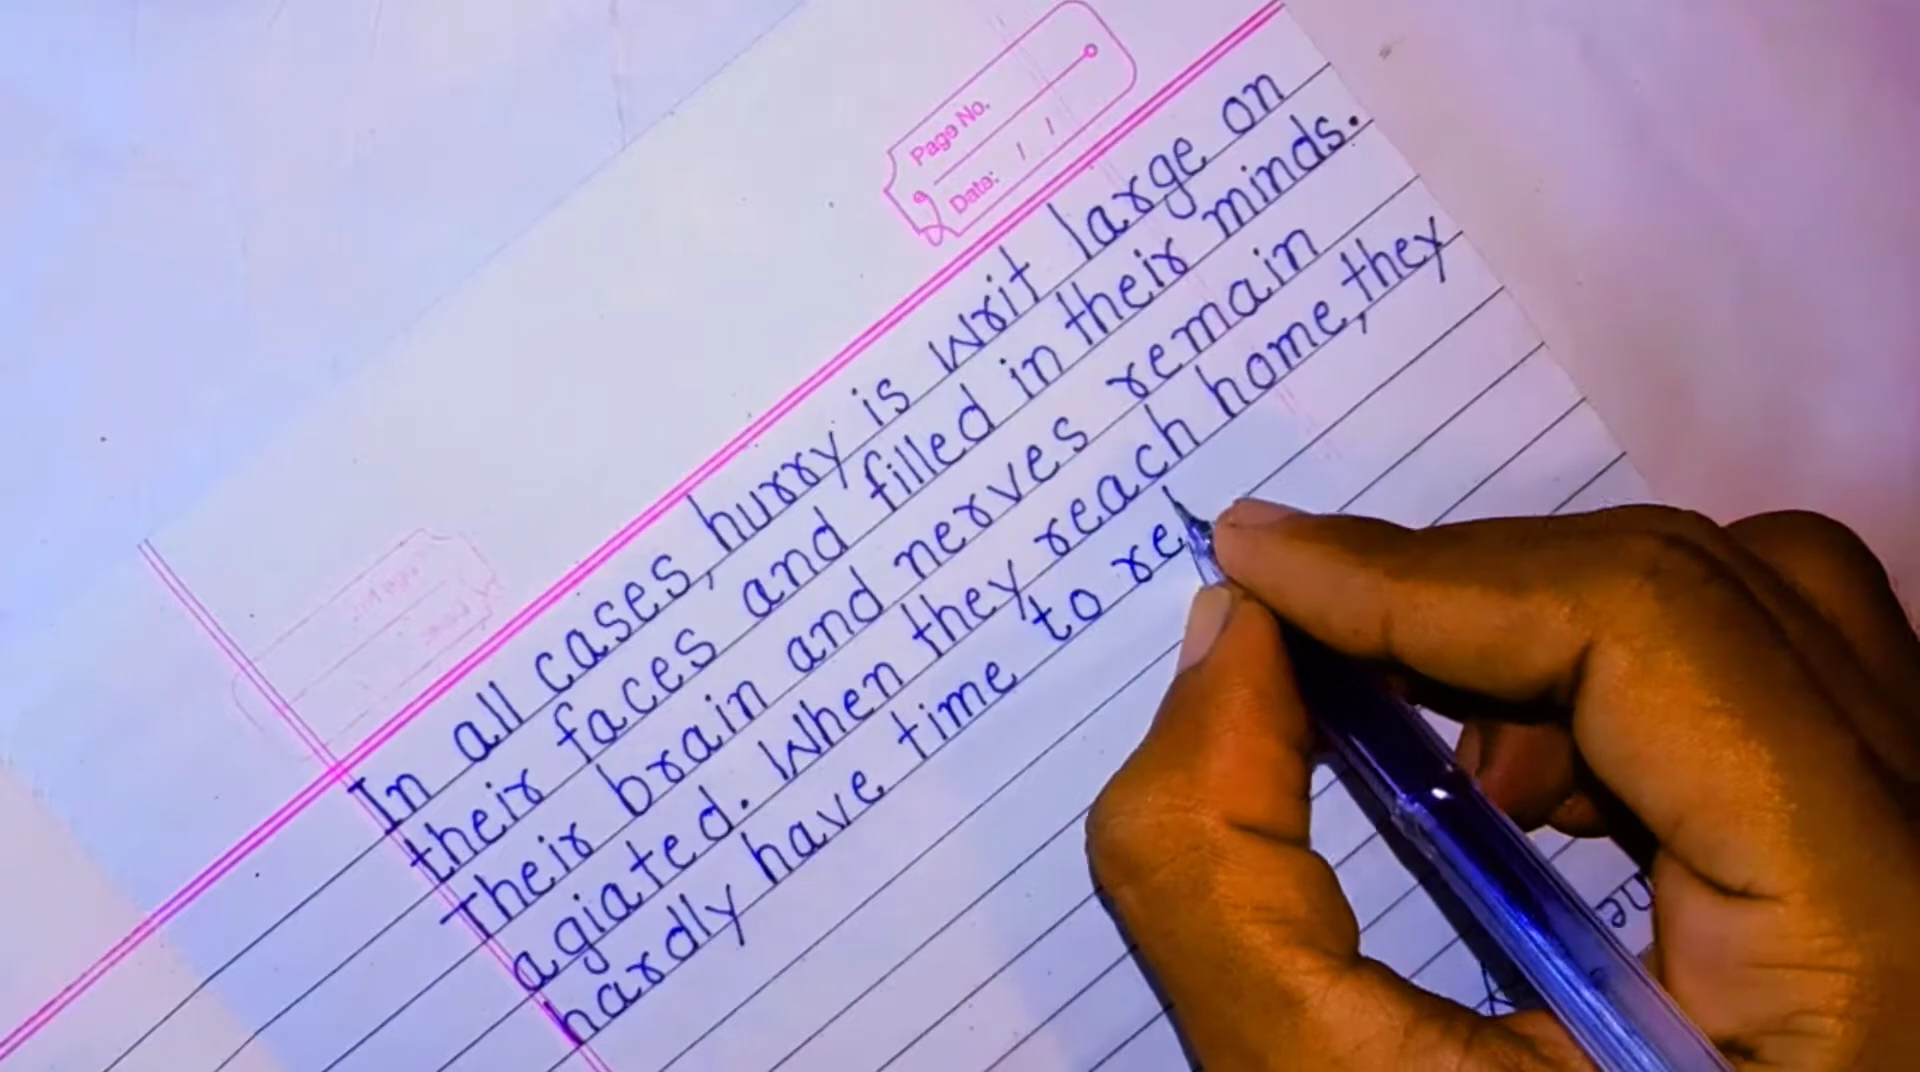 Page No.
Date: / /
In all cases, hurry is writ large on
their faces and filled in their minds.
Their brain and nerves remain
agiated. When they reach home, they
hardly have time to re
me